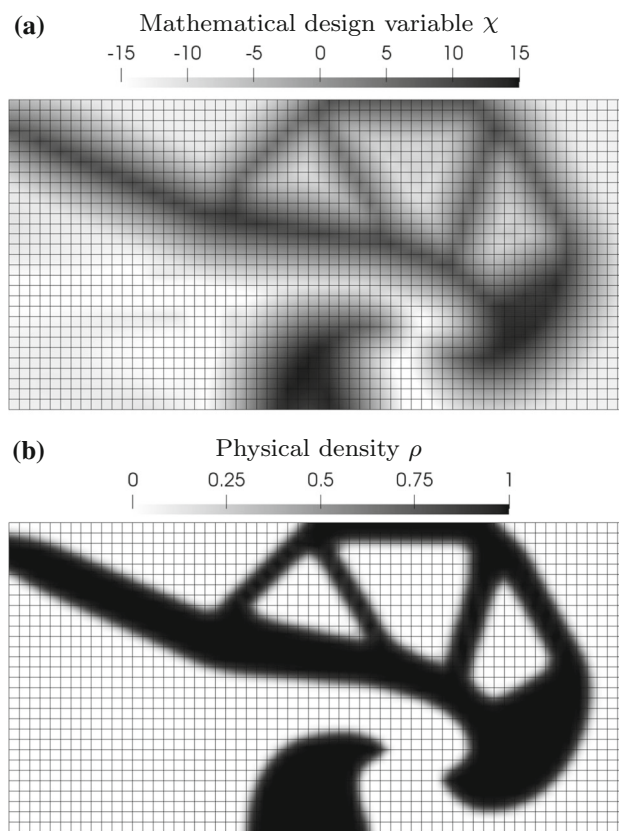 (a) Mathematical design variable χ
-15 -10 -5 0 5 10 15
(b) Physical density ρ
0 0.25 0.5 0.75 1